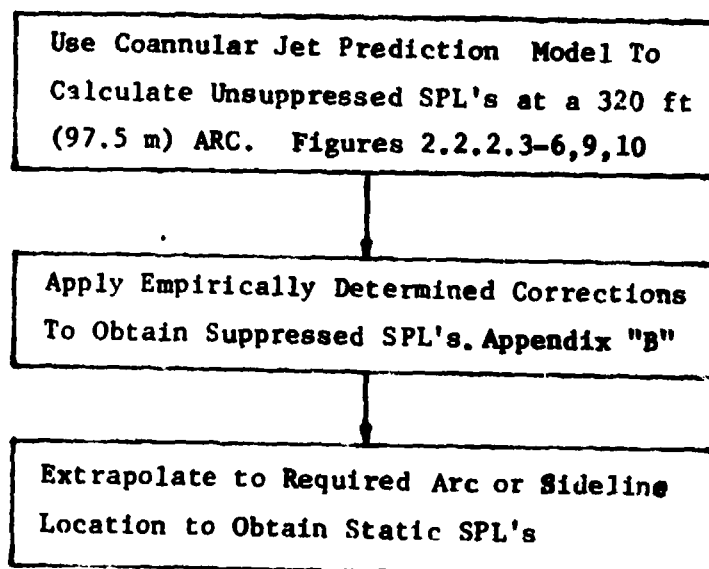 Use Coannular Jet Prediction Model To
Calculate Unsuppressed SPL's at a 320 ft
(97.5 m) ARC. Figures 2.2.2.3-6,9,10
Apply Empirically Determined Corrections
To Obtain Suppressed SPL's. Appendix "B"
Extrapolate to Required Arc or Sideline
Location to Obtain Static SPL's